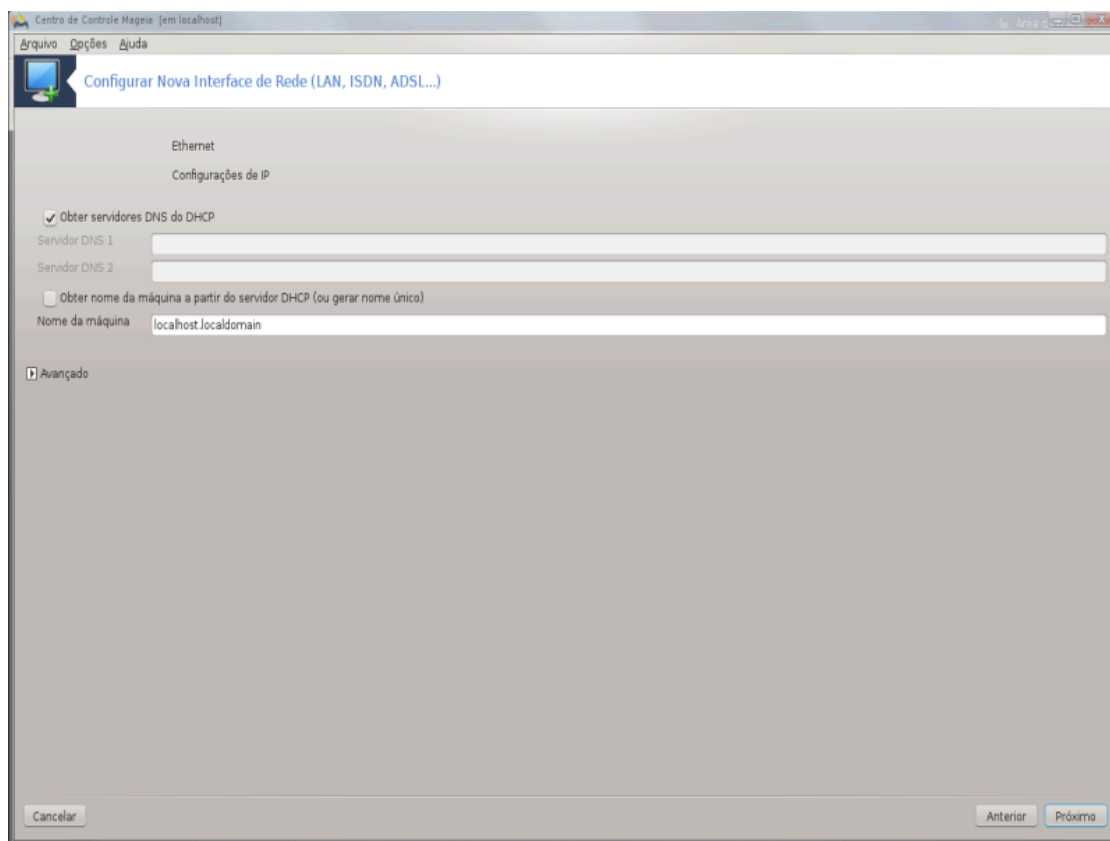 Centro de Controle Mageia [em localhost]
Arquivo Opções Ajuda
Configurar Nova Interface de Rede (LAN, ISDN, ADSL...)
Ethernet
Configurações de IP
Obter servidores DNS do DHCP
Servidor DNS 1
Servidor DNS 2
Obter nome da máquina a partir do servidor DHCP (ou gerar nome único)
Nome da máquina localhost.localdomain
Avançado
Cancelar Anterior Próximo